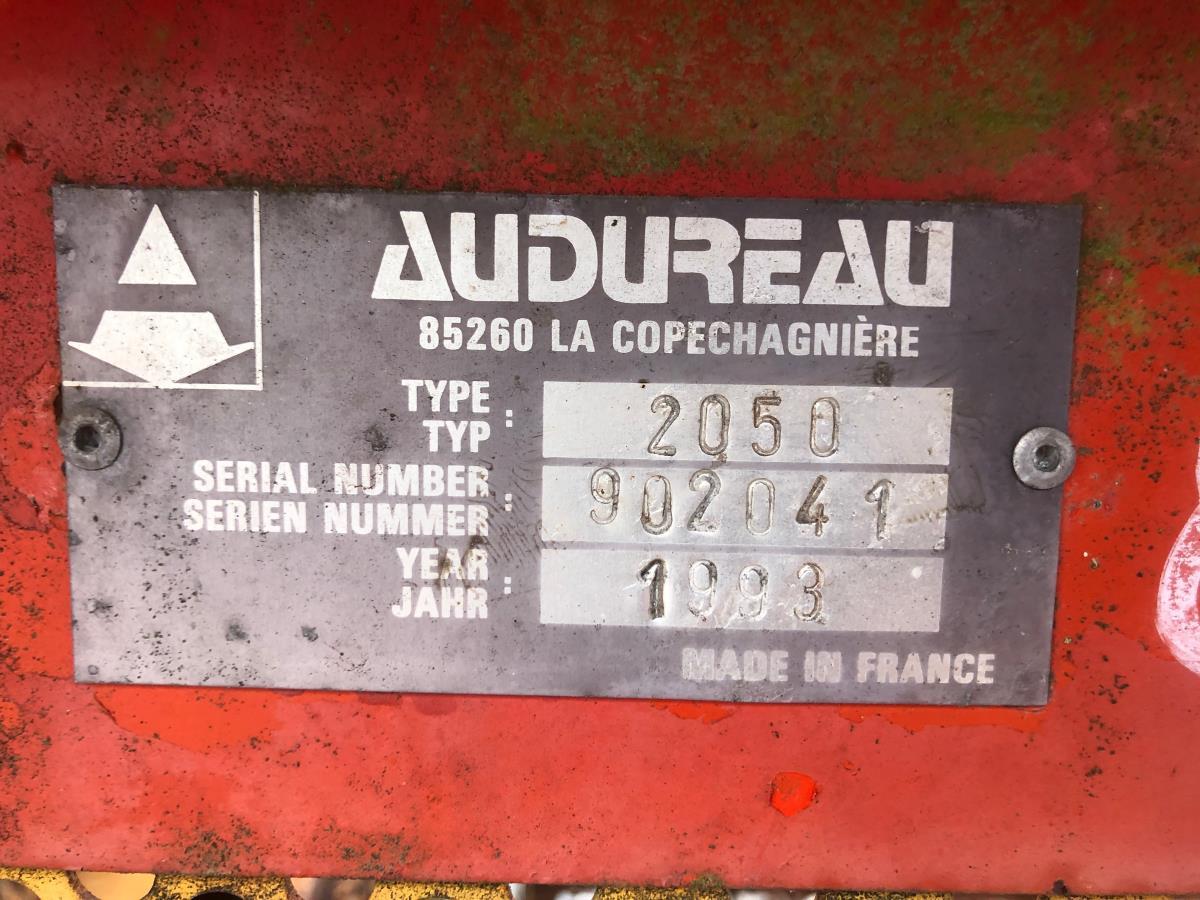 AUDUREAU
85260 LA COPECHAGNIÈRE
TYPE
TYP : 2050
SERIAL NUMBER
SERIEN NUMMER : 902041
YEAR
JAHR : 1993
MADE IN FRANCE